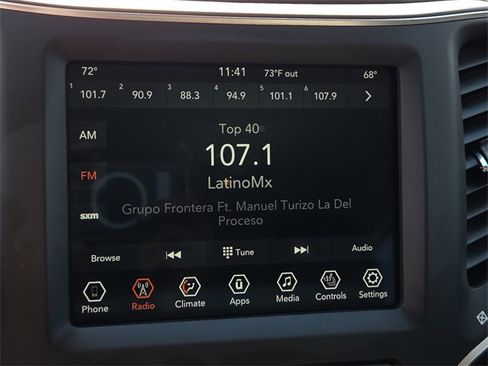 72° 11:41 73°F out 68°
1 101.7 2 90.9 3 88.3 4 94.9 5 101.1 6 107.9
AM
Top 40
107.1
FM
LatinoMx
sxm
Grupo Frontera Ft. Manuel Turizo La Del
Proceso
Browse Tune Audio
Phone Radio Climate Apps Media Controls Settings